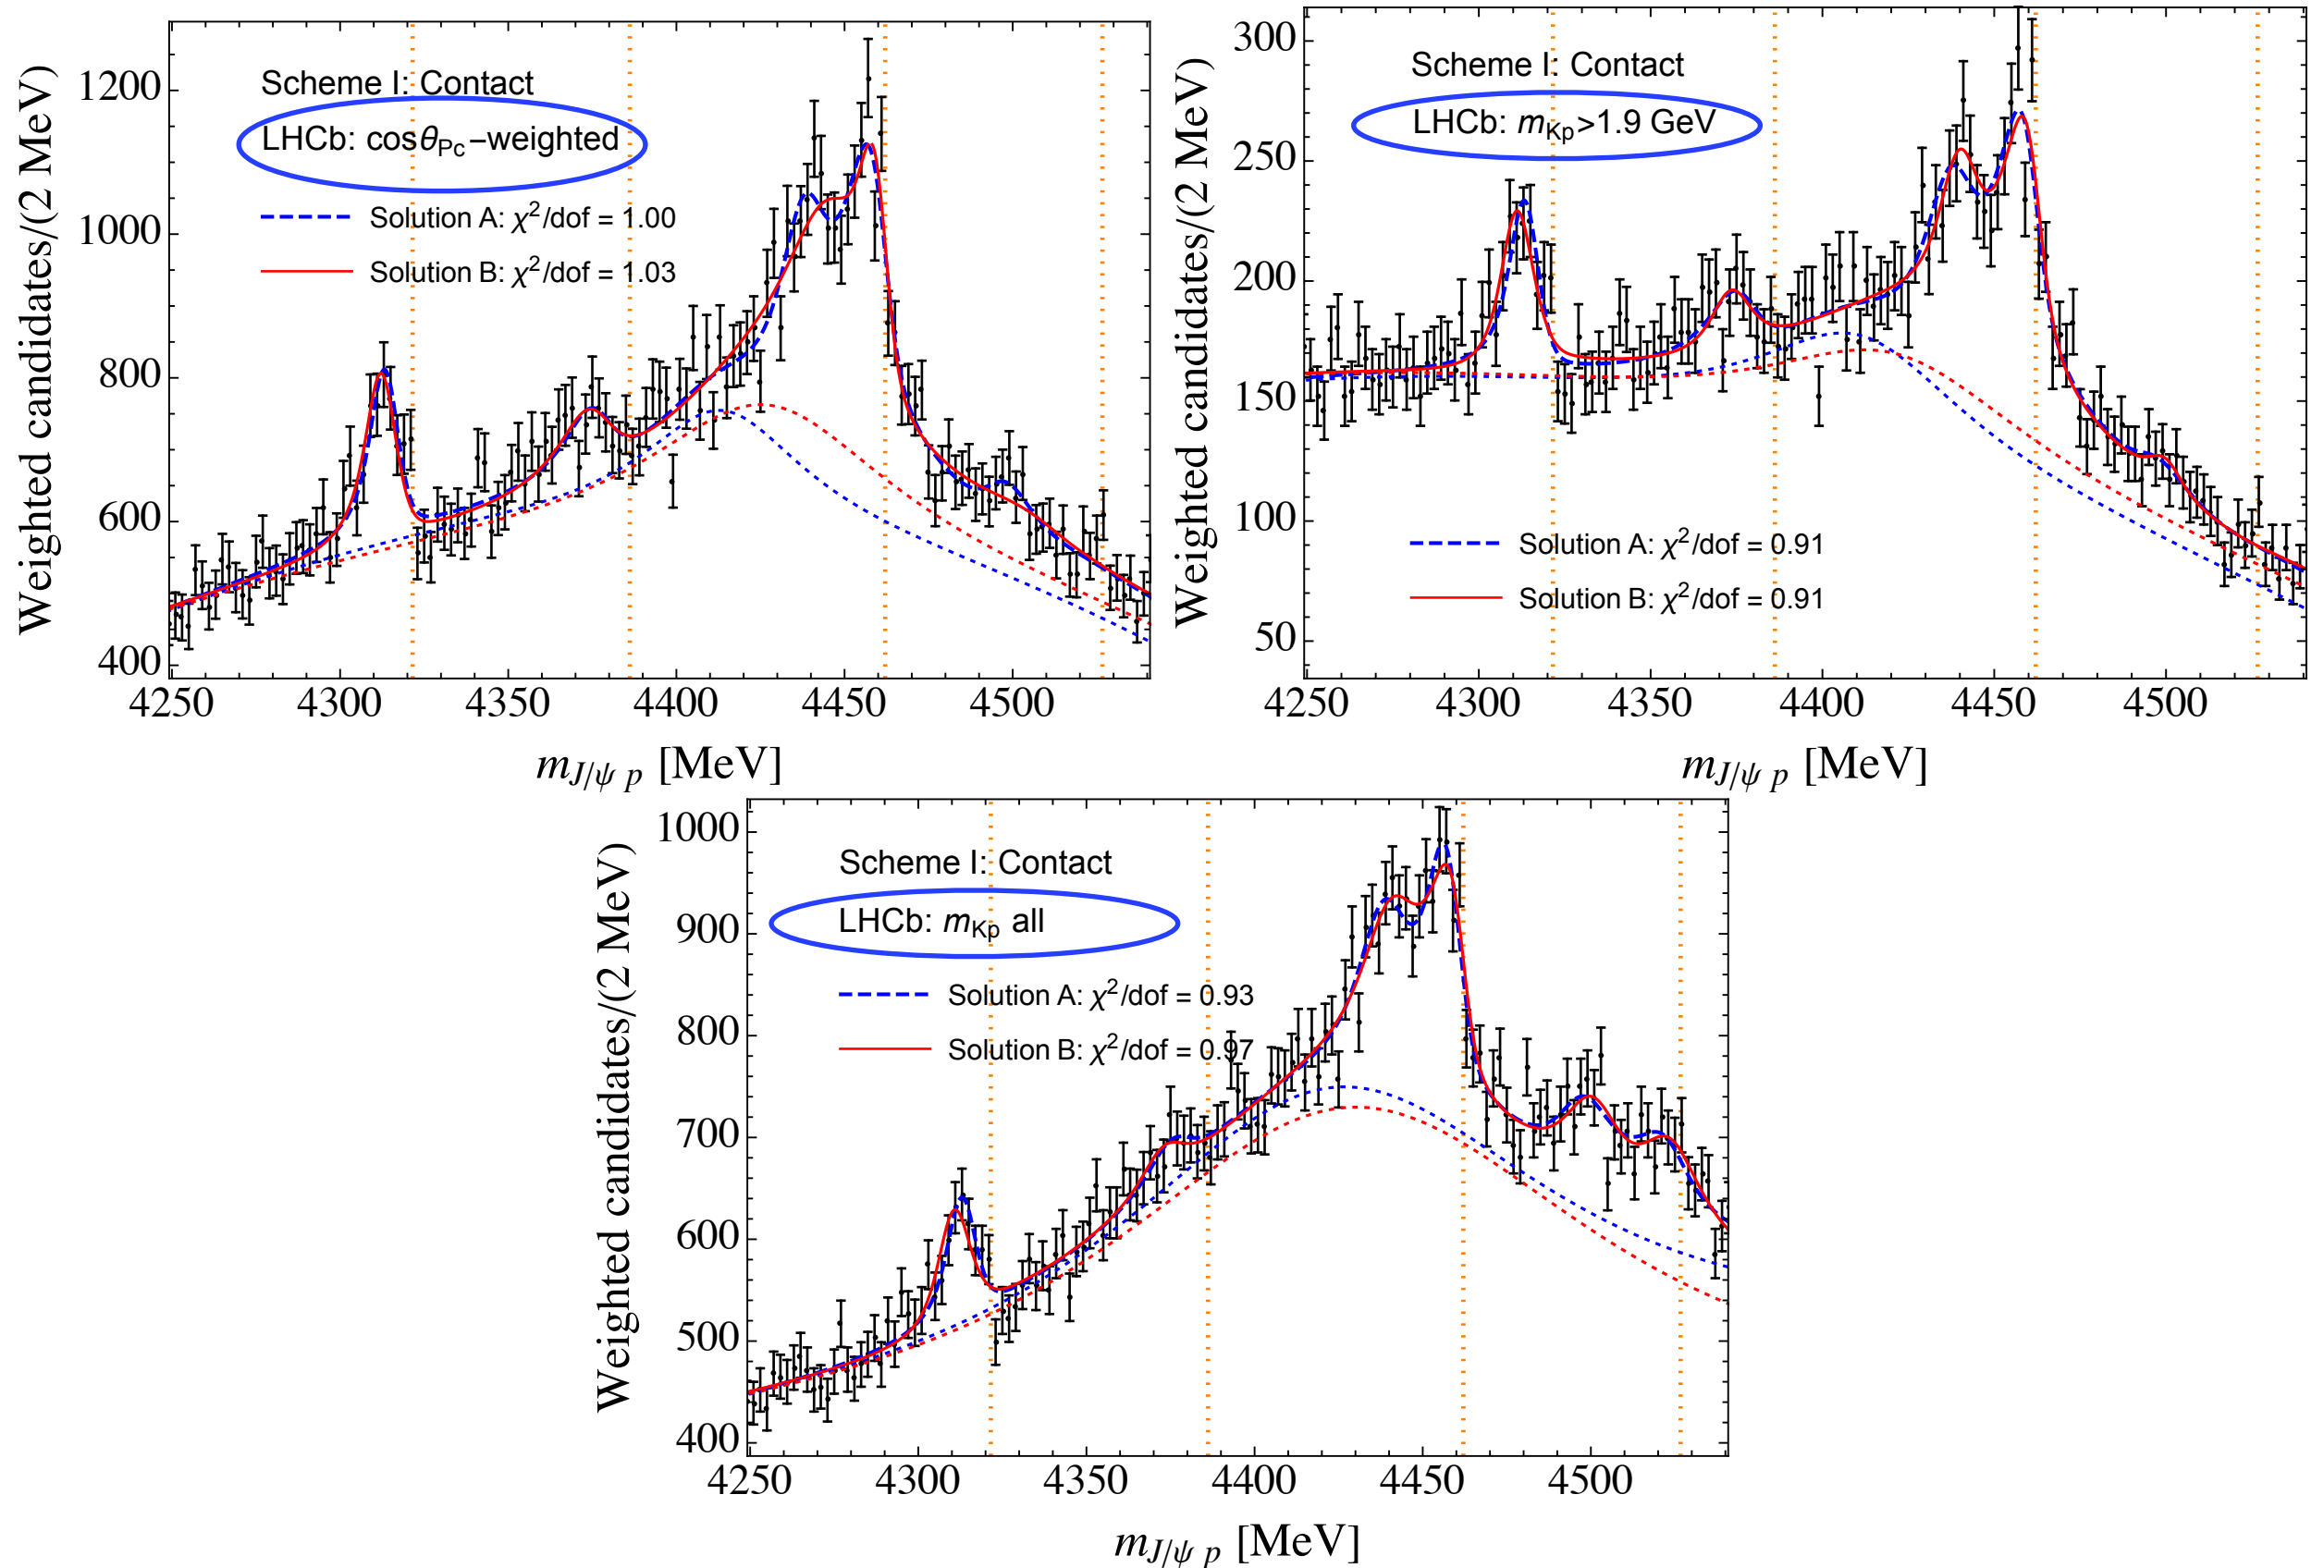 Weighted candidates/(2 MeV)
1200
1000
800
600
400
Scheme I: Contact
LHCb: cosθPc−weighted
Solution A: χ²/dof = 1.00
Solution B: χ²/dof = 1.03
4250 4300 4350 4400 4450 4500
mJ/ψ p [MeV]
Weighted candidates/(2 MeV)
300
250
200
150
100
50
Scheme I: Contact
LHCb: mKp>1.9 GeV
Solution A: χ²/dof = 0.91
Solution B: χ²/dof = 0.91
4250 4300 4350 4400 4450 4500
mJ/ψ p [MeV]
Weighted candidates/(2 MeV)
1000
900
800
700
600
500
400
Scheme I: Contact
LHCb: mKp all
Solution A: χ²/dof = 0.93
Solution B: χ²/dof = 0.97
4250 4300 4350 4400 4450 4500
mJ/ψ p [MeV]